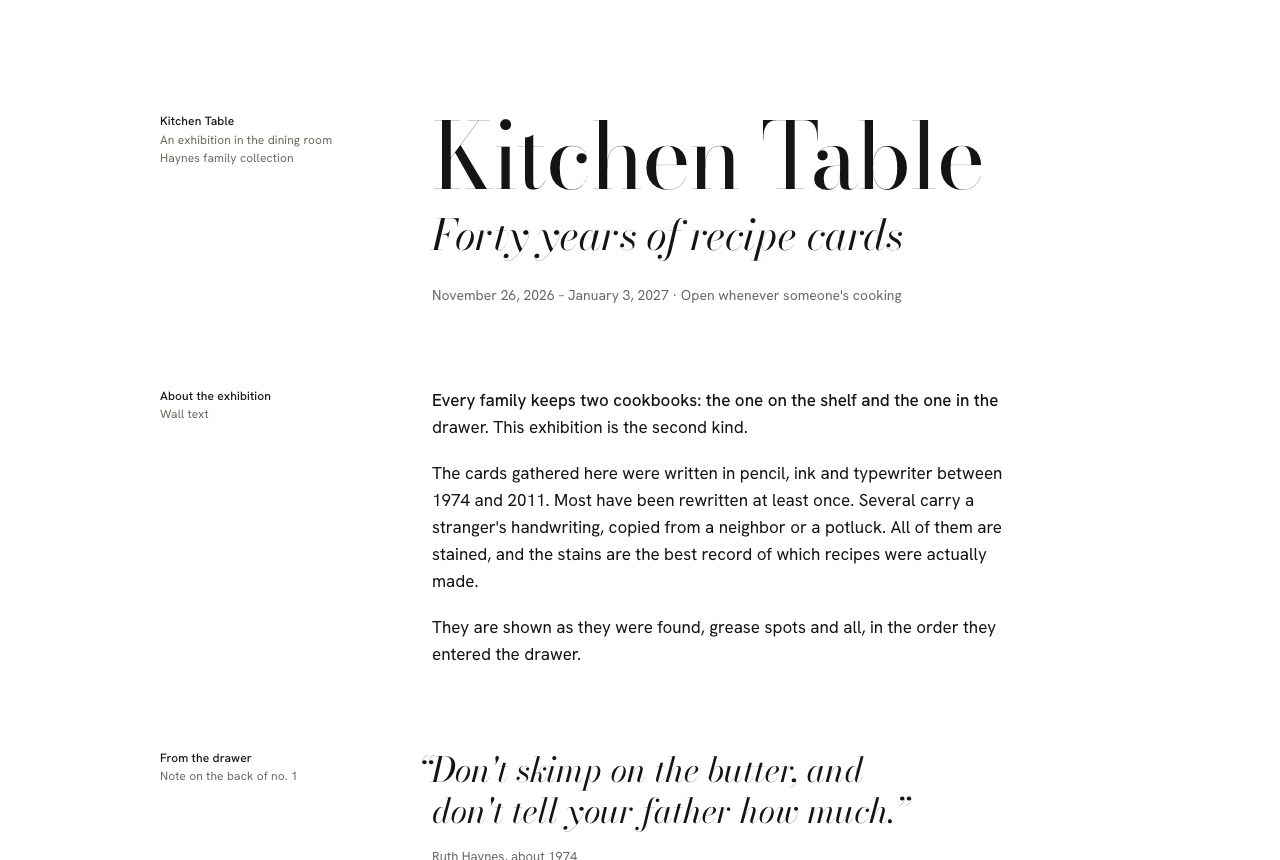 Kitchen Table
An exhibition in the dining room
Haynes family collection
Kitchen Table
Forty years of recipe cards
November 26, 2026 – January 3, 2027 · Open whenever someone's cooking
About the exhibition
Wall text
Every family keeps two cookbooks: the one on the shelf and the one in the
drawer. This exhibition is the second kind.
The cards gathered here were written in pencil, ink and typewriter between
1974 and 2011. Most have been rewritten at least once. Several carry a
stranger's handwriting, copied from a neighbor or a potluck. All of them are
stained, and the stains are the best record of which recipes were actually
made.
They are shown as they were found, grease spots and all, in the order they
entered the drawer.
From the drawer
Note on the back of no. 1
“Don't skimp on the butter, and
don't tell your father how much.”
Ruth Haynes, about 1974